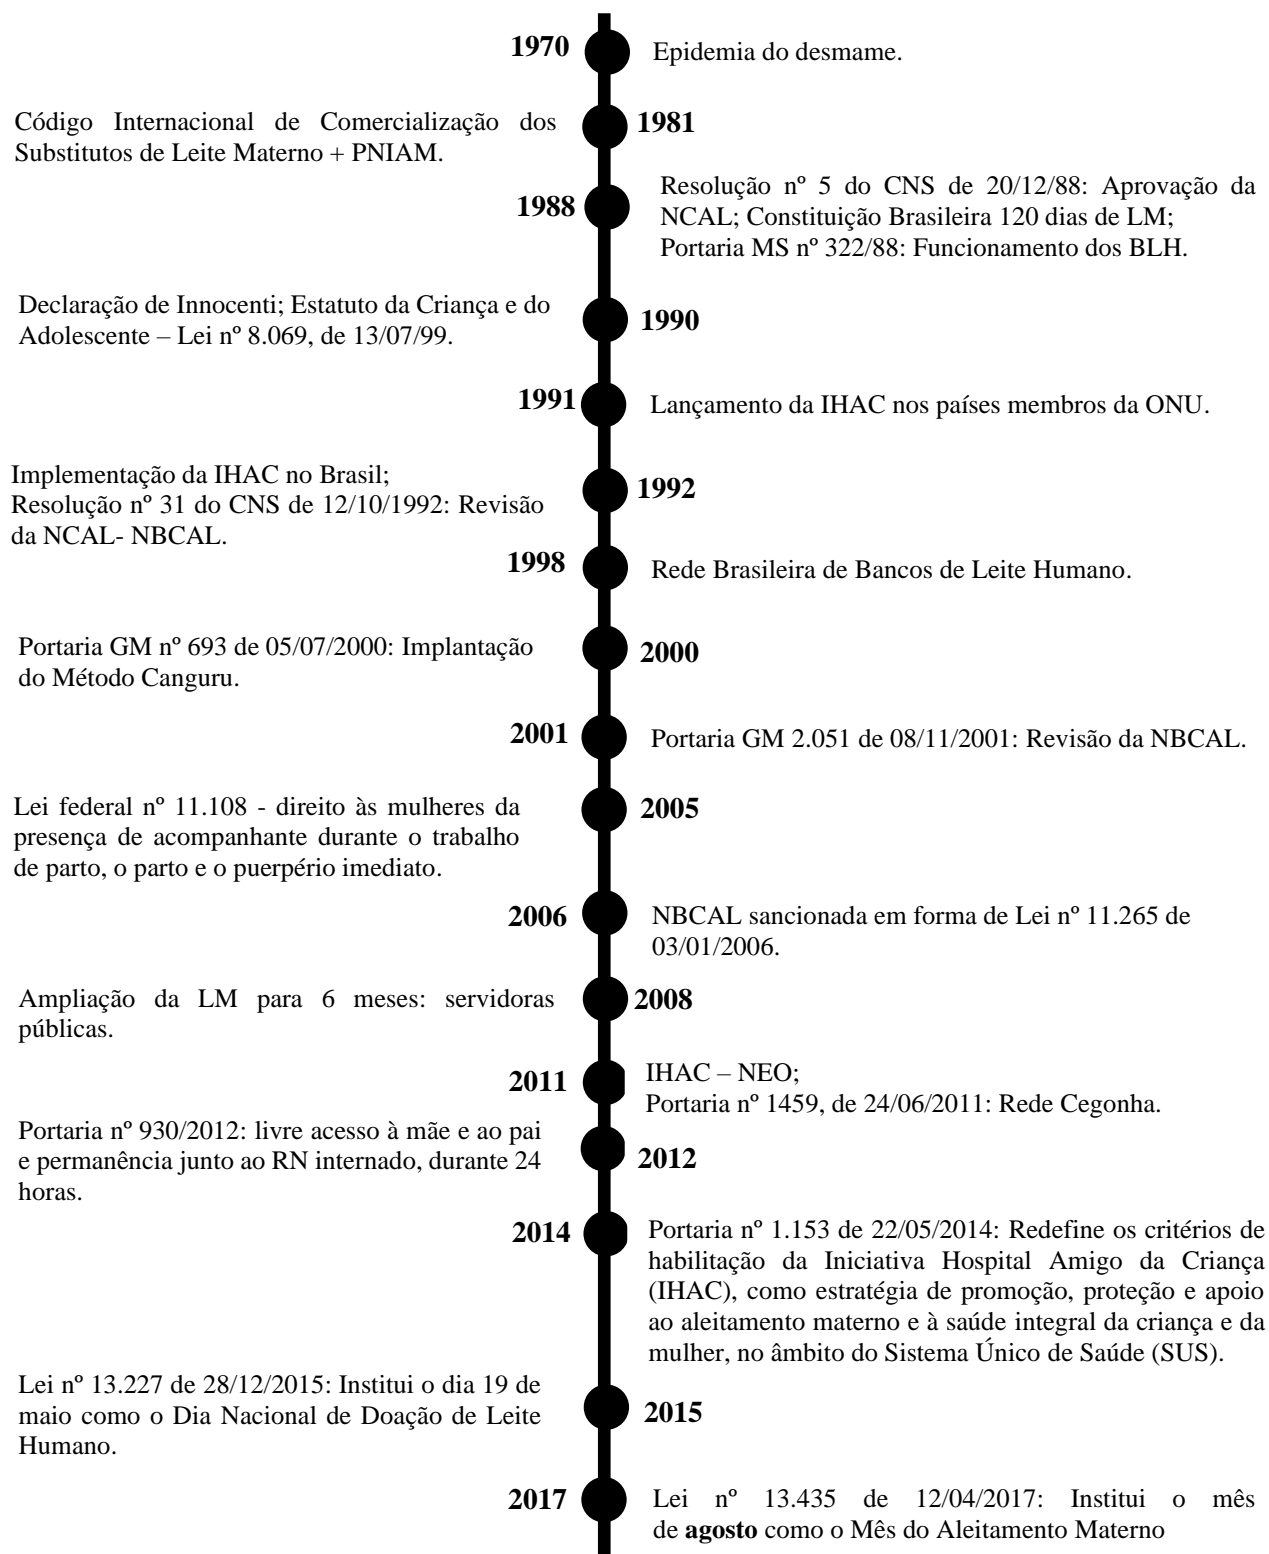 1970
Epidemia do desmame.
Código Internacional de Comercialização dos
Substitutos de Leite Materno + PNIAM.
1981
1988
Resolução nº 5 do CNS de 20/12/88: Aprovação da
NCAL; Constituição Brasileira 120 dias de LM;
Portaria MS nº 322/88: Funcionamento dos BLH.
Declaração de Innocenti; Estatuto da Criança e do
Adolescente – Lei nº 8.069, de 13/07/99.
1990
1991
Lançamento da IHAC nos países membros da ONU.
Implementação da IHAC no Brasil;
Resolução nº 31 do CNS de 12/10/1992: Revisão
da NCAL- NBCAL.
1992
1998
Rede Brasileira de Bancos de Leite Humano.
Portaria GM nº 693 de 05/07/2000: Implantação
do Método Canguru.
2000
2001
Portaria GM 2.051 de 08/11/2001: Revisão da NBCAL.
Lei federal nº 11.108 - direito às mulheres da
presença de acompanhante durante o trabalho
de parto, o parto e o puerpério imediato.
2005
2006
NBCAL sancionada em forma de Lei nº 11.265 de
03/01/2006.
Ampliação da LM para 6 meses: servidoras
públicas.
2008
2011
IHAC – NEO;
Portaria nº 1459, de 24/06/2011: Rede Cegonha.
Portaria nº 930/2012: livre acesso à mãe e ao pai
e permanência junto ao RN internado, durante 24
horas.
2012
2014
Portaria nº 1.153 de 22/05/2014: Redefine os critérios de
habilitação da Iniciativa Hospital Amigo da Criança
(IHAC), como estratégia de promoção, proteção e apoio
ao aleitamento materno e à saúde integral da criança e da
mulher, no âmbito do Sistema Único de Saúde (SUS).
Lei nº 13.227 de 28/12/2015: Institui o dia 19 de
maio como o Dia Nacional de Doação de Leite
Humano.
2015
2017
Lei nº 13.435 de 12/04/2017: Institui o mês
de agosto como o Mês do Aleitamento Materno